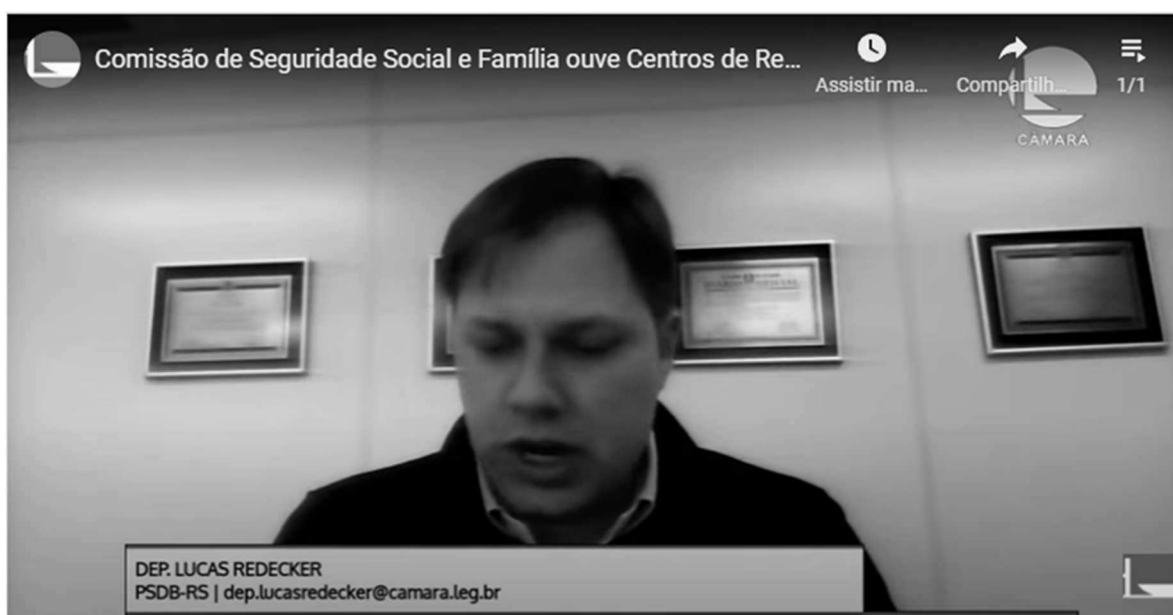 Comissão de Seguridade Social e Família ouve Centros de Re...
Assistir ma...
Compartilh...
1/1
CÂMARA
DEP. LUCAS REDECKER
PSDB-RS | dep.lucasredecker@camara.leg.br